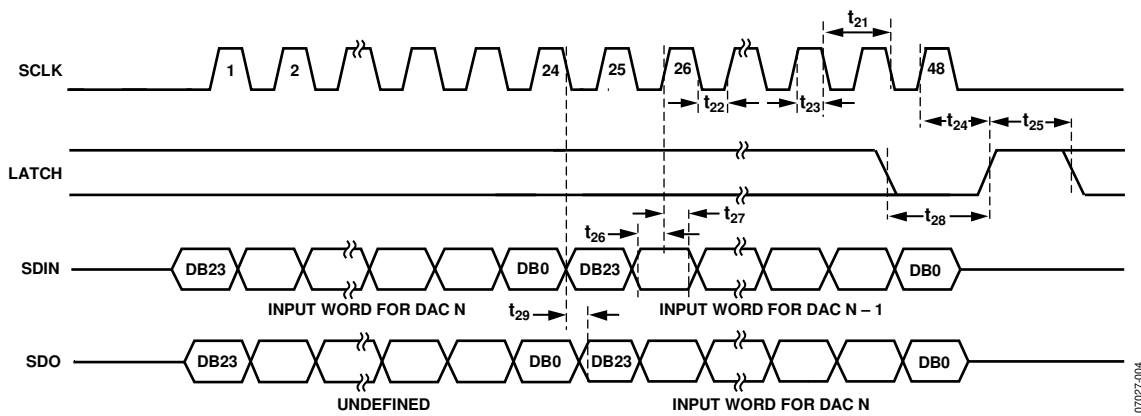 t21
SCLK
1
2
24
25
26
48
t22
t23
t24
t25
LATCH
t28
t27
t26
SDIN
DB23
DB0
DB23
DB0
INPUT WORD FOR DAC N
INPUT WORD FOR DAC N – 1
t29
SDO
DB23
DB0
DB23
DB0
UNDEFINED
INPUT WORD FOR DAC N
07027-004